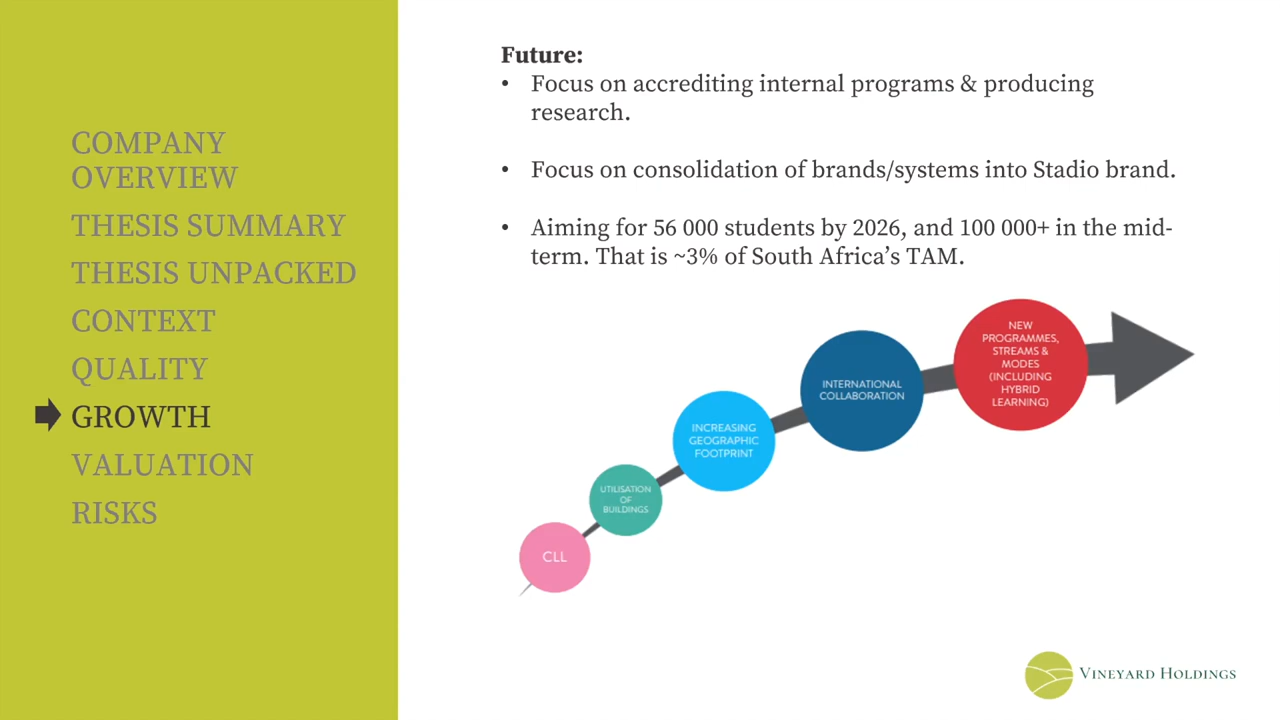 COMPANY
OVERVIEW
THESIS SUMMARY
THESIS UNPACKED
CONTEXT
QUALITY
GROWTH
VALUATION
RISKS
Future:
• Focus on accrediting internal programs & producing
research.
• Focus on consolidation of brands/systems into Stadio brand.
• Aiming for 56 000 students by 2026, and 100 000+ in the mid-
term. That is ~3% of South Africa’s TAM.
CLL
UTILISATION
OF
BUILDINGS
INCREASING
GEOGRAPHIC
FOOTPRINT
INTERNATIONAL
COLLABORATION
NEW
PROGRAMMES,
STREAMS &
MODES
(INCLUDING
HYBRID
LEARNING)
VINEYARD HOLDINGS